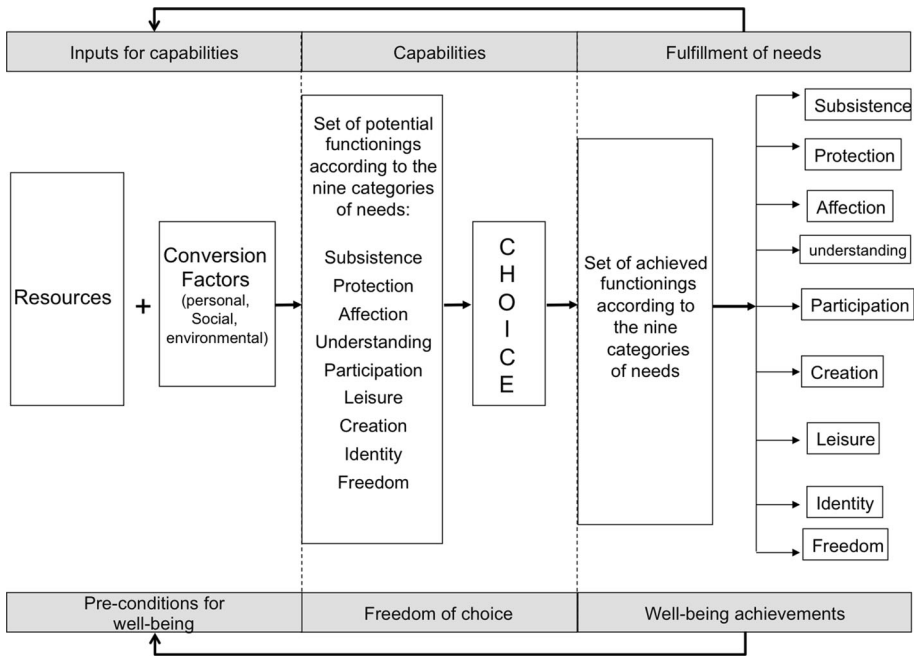 Inputs for capabilities
Capabilities
Fulfillment of needs
Resources
+
Conversion
Factors
(personal,
Social,
environmental)
Set of potential
functionings
according to the
nine categories
of needs:
Subsistence
Protection
Affection
Understanding
Participation
Leisure
Creation
Identity
Freedom
C
H
O
I
C
E
Set of achieved
functionings
according to
the nine
categories
of needs
Subsistence
Protection
Affection
understanding
Participation
Creation
Leisure
Identity
Freedom
Pre-conditions for
well-being
Freedom of choice
Well-being achievements